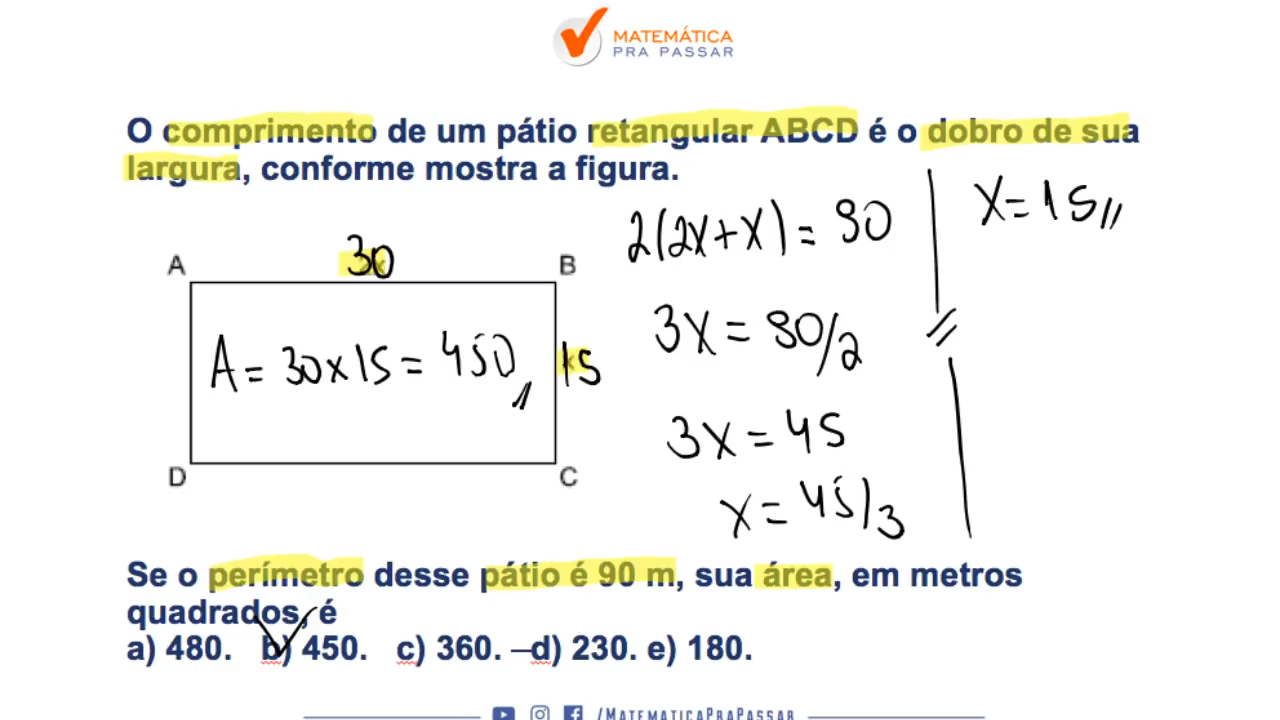 MATEMÁTICA
PRA PASSAR
O comprimento de um pátio retangular ABCD é o dobro de sua
largura, conforme mostra a figura.
2(2X+X)=90
X=15
A
30
B
3X=90/2
A=30x15=450
15
3X=45
D
C
X=45/3
Se o perímetro desse pátio é 90 m, sua área, em metros
quadrados, é
a) 480. b) 450. c) 360. –d) 230. e) 180.
/MATEMATICAPRAPASSAR